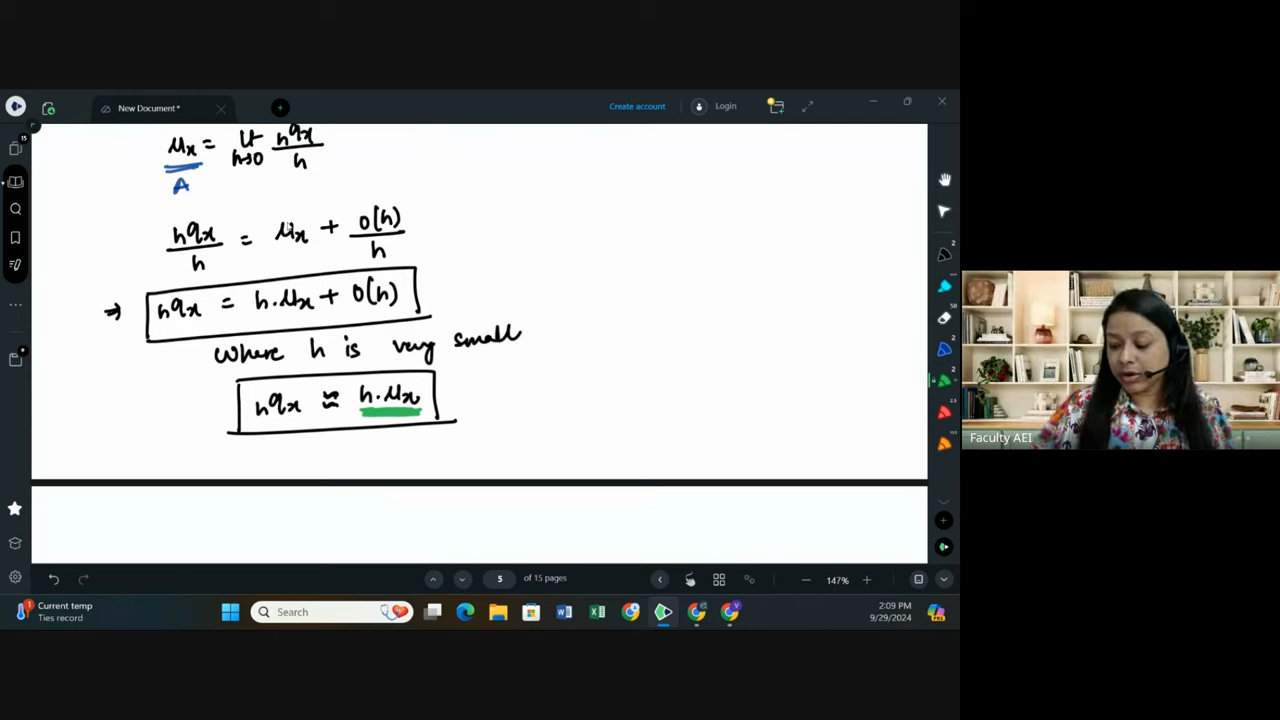 New Document*
Create account
Login
15
μx = lt h→0 hqx/h
A
hqx/h = μx + o(h)/h
⇒ hqx = h.μx + o(h)
where h is very small
hqx ≈ h.μx
Faculty AEI
5 of 15 pages
147%
Current temp
Ties record
Search
2:09 PM
9/29/2024